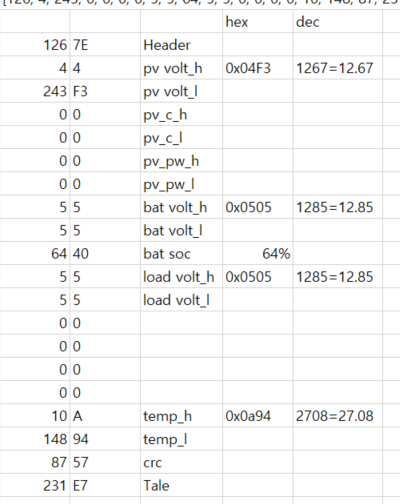 [126, 4, 243, 0, 0, 0, 0, 5, 5, 64, 5, 5, 0, 0, 0, 0, 10, 148, 87, 23
hex dec
126 7E Header
4 4 pv volt_h 0x04F3 1267=12.67
243 F3 pv volt_l
0 0 pv_c_h
0 0 pv_c_l
0 0 pv_pw_h
0 0 pv_pw_l
5 5 bat volt_h 0x0505 1285=12.85
5 5 bat volt_l
64 40 bat soc 64%
5 5 load volt_h 0x0505 1285=12.85
5 5 load volt_l
0 0
0 0
0 0
0 0
10 A temp_h 0x0a94 2708=27.08
148 94 temp_l
87 57 crc
231 E7 Tale